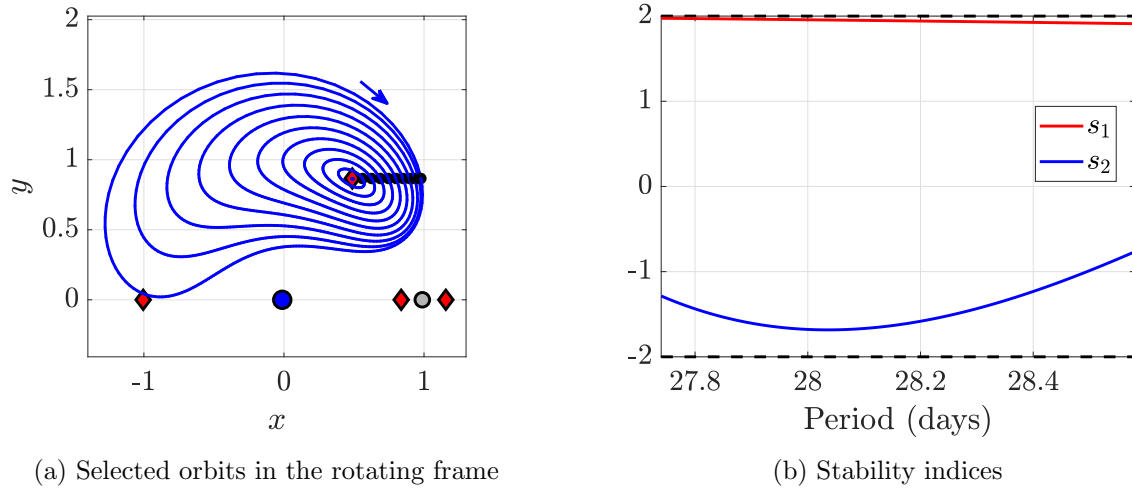 2
1.5
1
0.5
0
-1
0
1
y
x
(a) Selected orbits in the rotating frame
2
1
0
-1
-2
27.8
28
28.2
28.4
s₁
s₂
Period (days)
(b) Stability indices